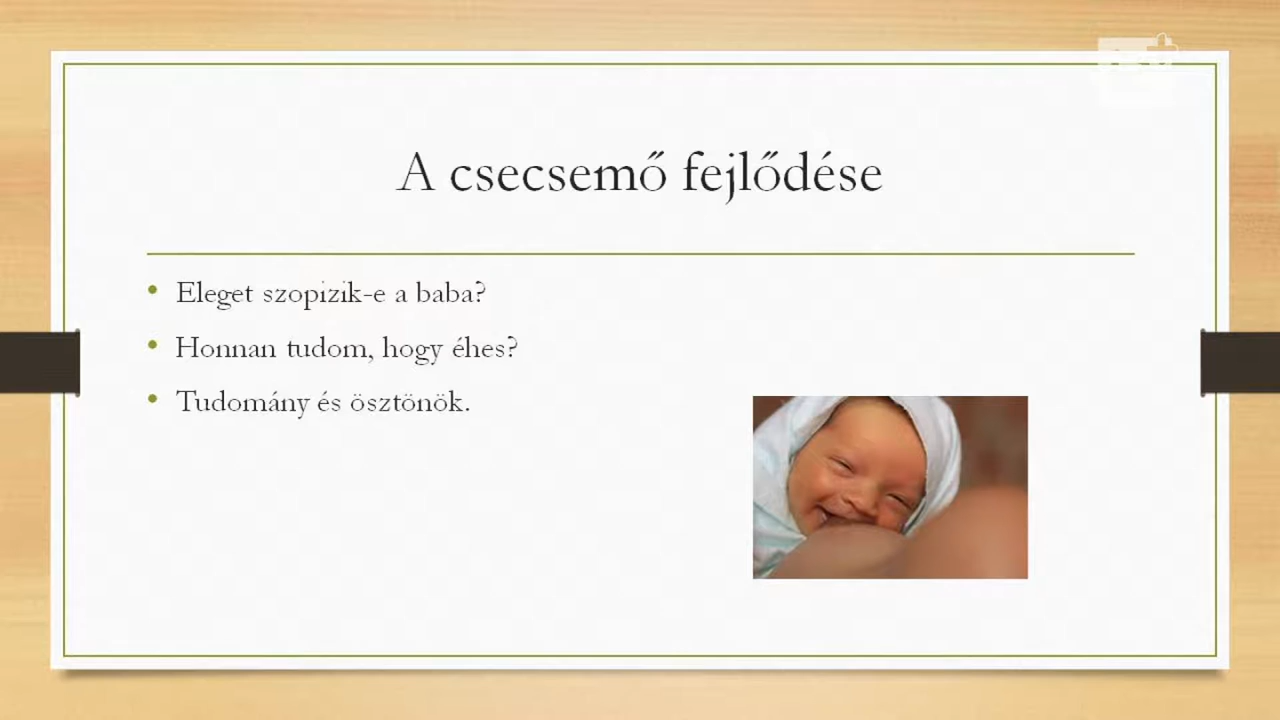 A csecsemő fejlődése
Eleget szopizik-e a baba?
Honnan tudom, hogy éhes?
Tudomány és ösztönök.